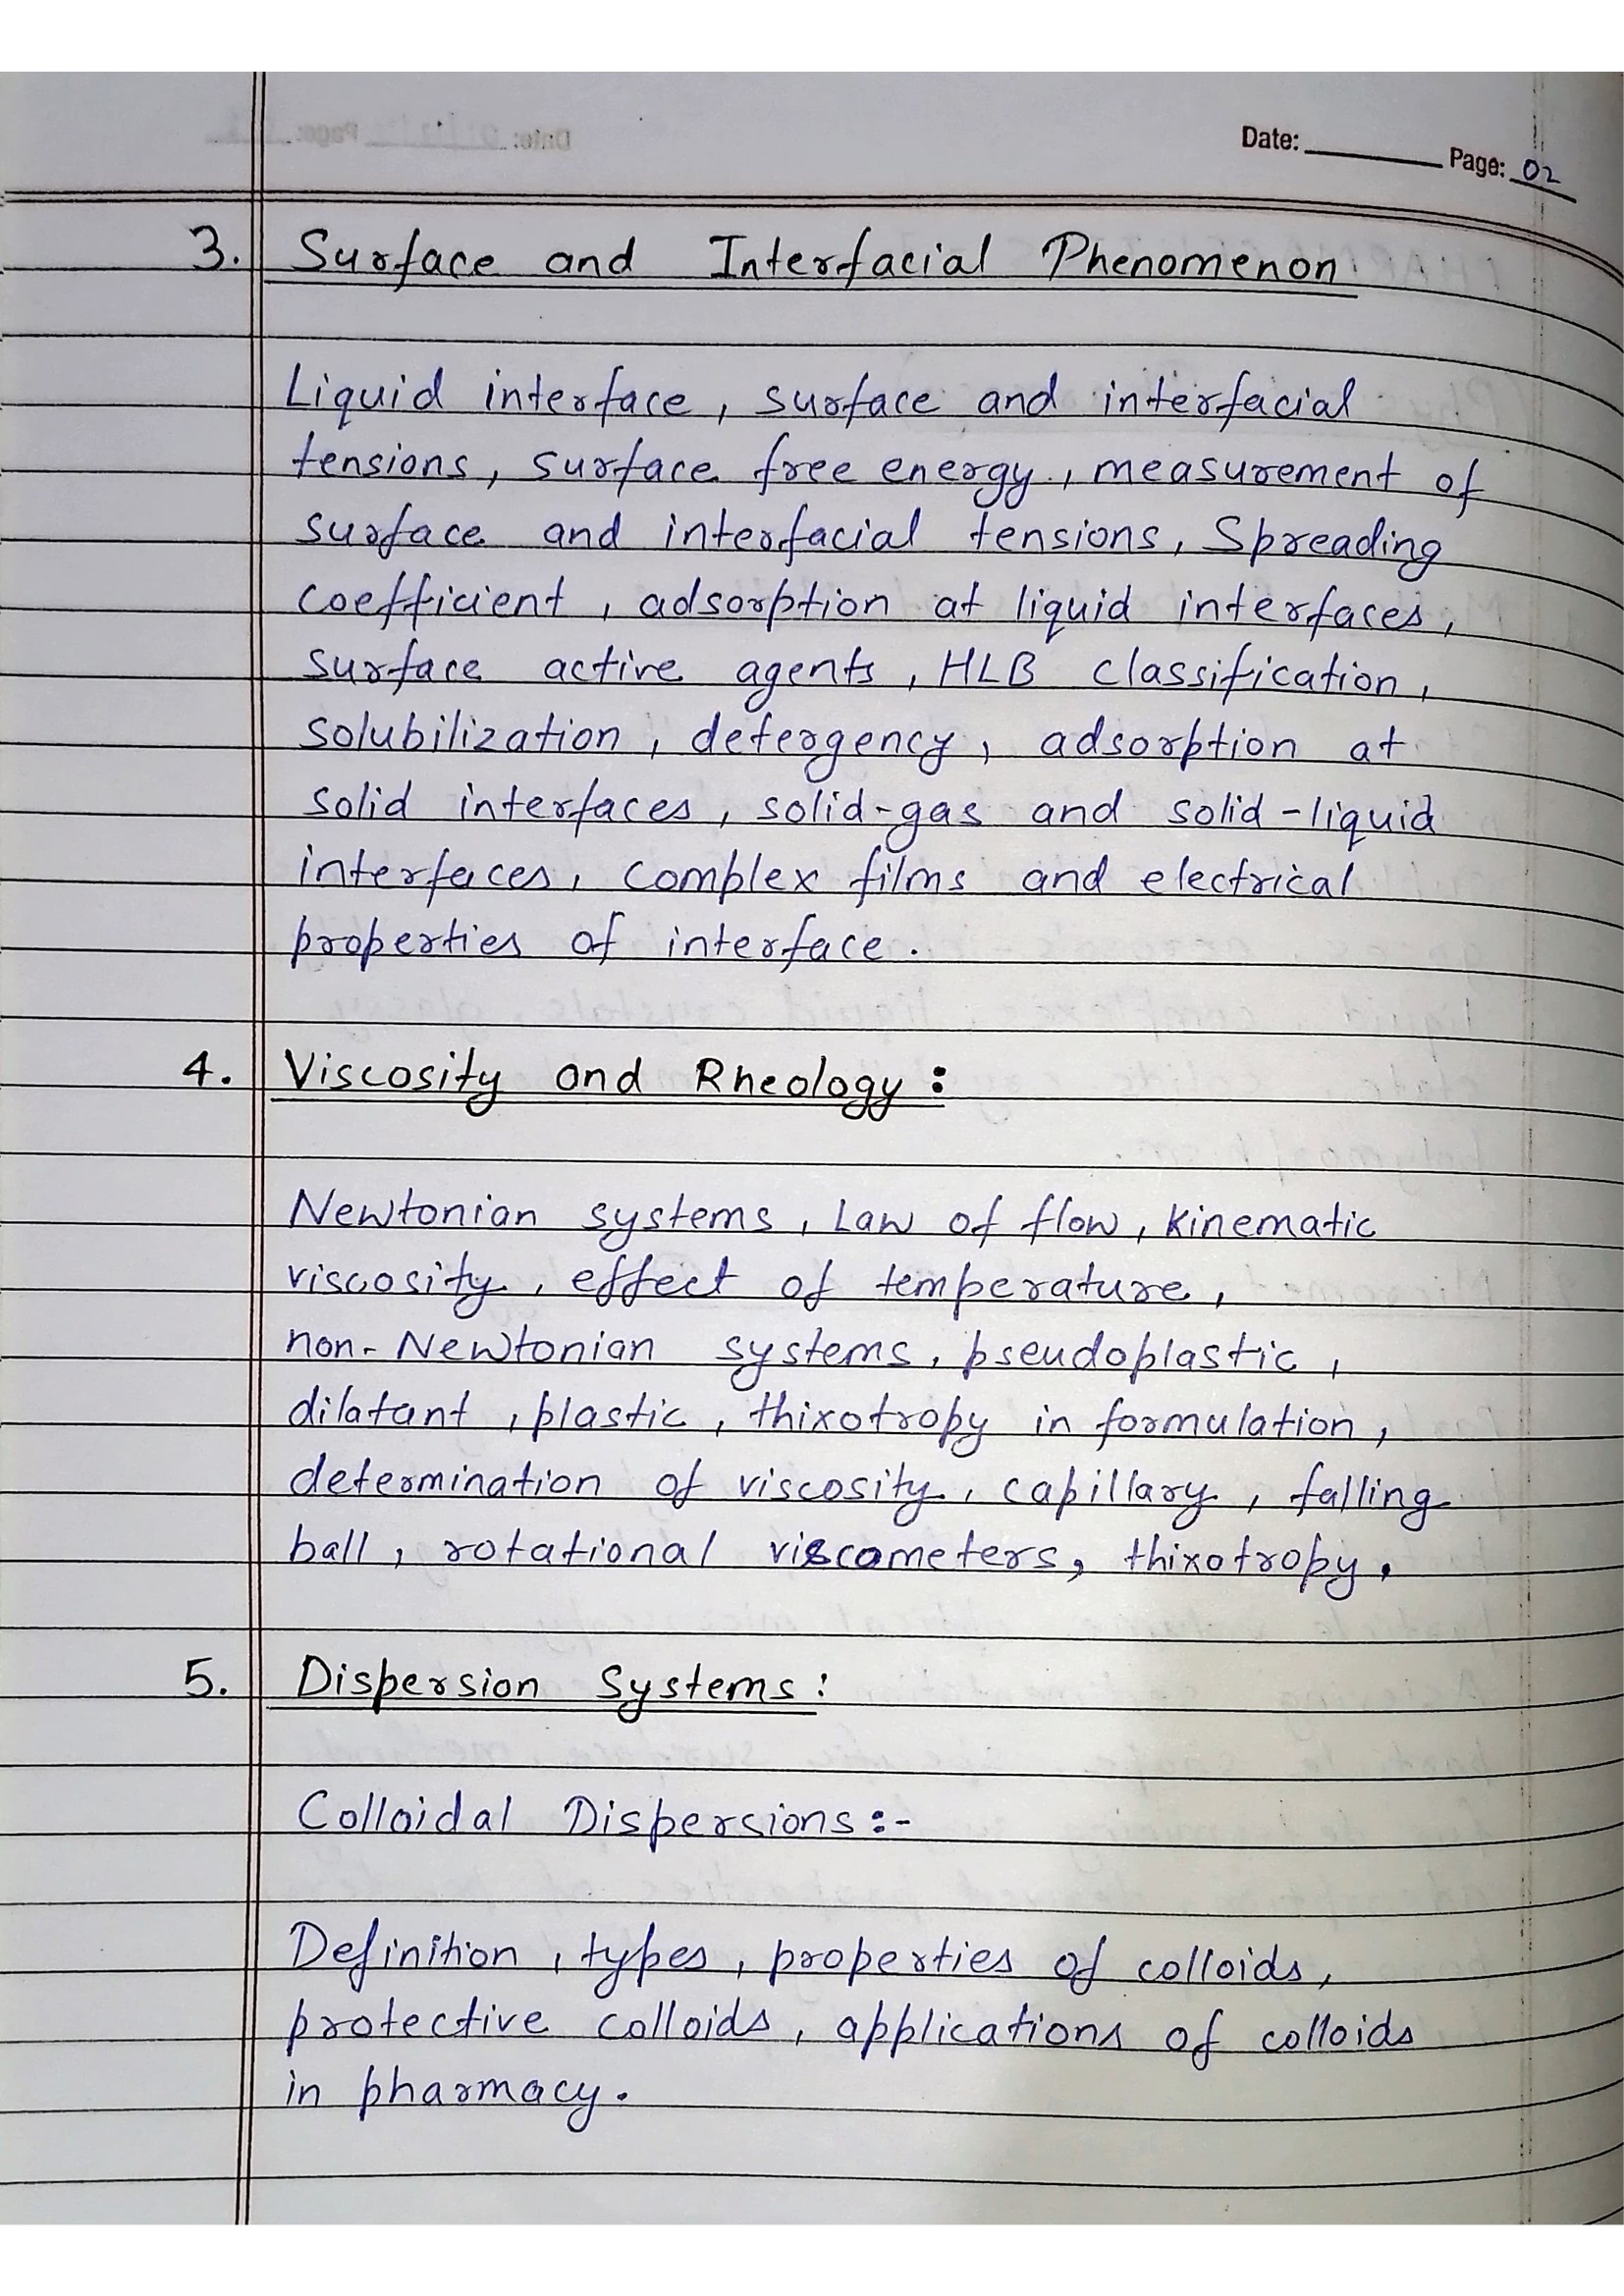 Date: Page: 02
3. Surface and Interfacial Phenomenon
Liquid interface, surface and interfacial
tensions, surface free energy, measurement of
surface and interfacial tensions, Spreading
coefficient, adsorption at liquid interfaces,
surface active agents, HLB classification,
solubilization, detergency, adsorption at
solid interfaces, solid-gas and solid-liquid
interfaces, complex films and electrical
properties of interface.
4. Viscosity and Rheology:
Newtonian systems, Law of flow, kinematic
viscosity, effect of temperature,
non-Newtonian systems, pseudoplastic,
dilatant, plastic, thixotropy in formulation,
determination of viscosity, capillary, falling
ball, rotational viscometers, thixotropy.
5. Dispersion Systems:
Colloidal Dispersions:-
Definition, types, properties of colloids,
protective colloids, applications of colloids
in pharmacy.